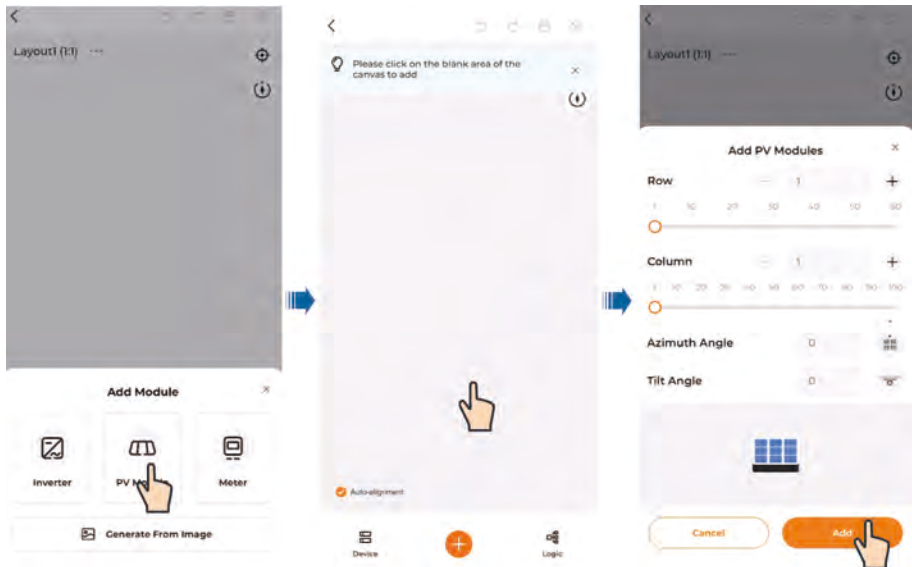 Layout1 (1:1) ...
Add Module
Inverter
Meter
Generate From Image
Please click on the blank area of the
canvas to add
Auto-alignment
Device
Logic
Layout1 (1:1) ...
Add PV Modules
Row
1
1 10 20 30 40 50 60
Column
1
1 10 20 30 40 50 60 70 80 90 100
Azimuth Angle
0
Tilt Angle
0
Cancel
Add